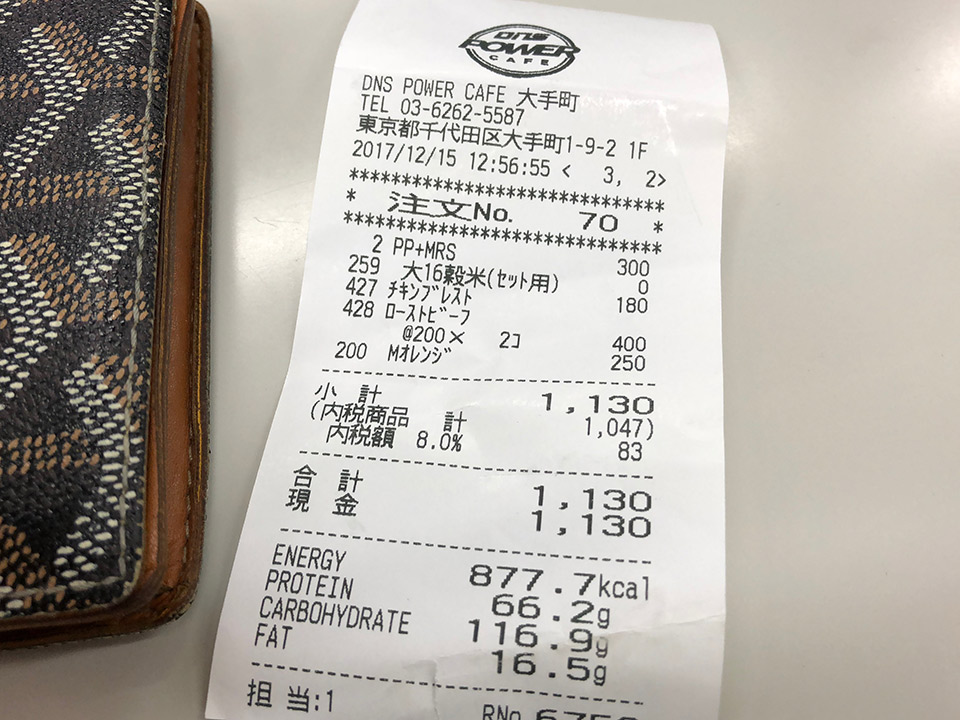 DNS
POWER
CAFE
DNS POWER CAFE 大手町
TEL 03-6262-5587
東京都千代田区大手町1-9-2 1F
2017/12/15 12:56:55 < 3, 2>
******************************
* 注文No. 70 *
******************************
2 PP+MRS 300
259 大16穀米(セット用) 0
427 チキンブレスト 180
428 ローストビーフ
@200× 2コ 400
200 Mオレンジ 250
小 計 1,130
(内税商品 計 1,047)
内税額 8.0% 83
合 計 1,130
現 金 1,130
ENERGY 877.7kcal
PROTEIN 66.2g
CARBOHYDRATE 116.9g
FAT 16.5g
担 当:1 RNo